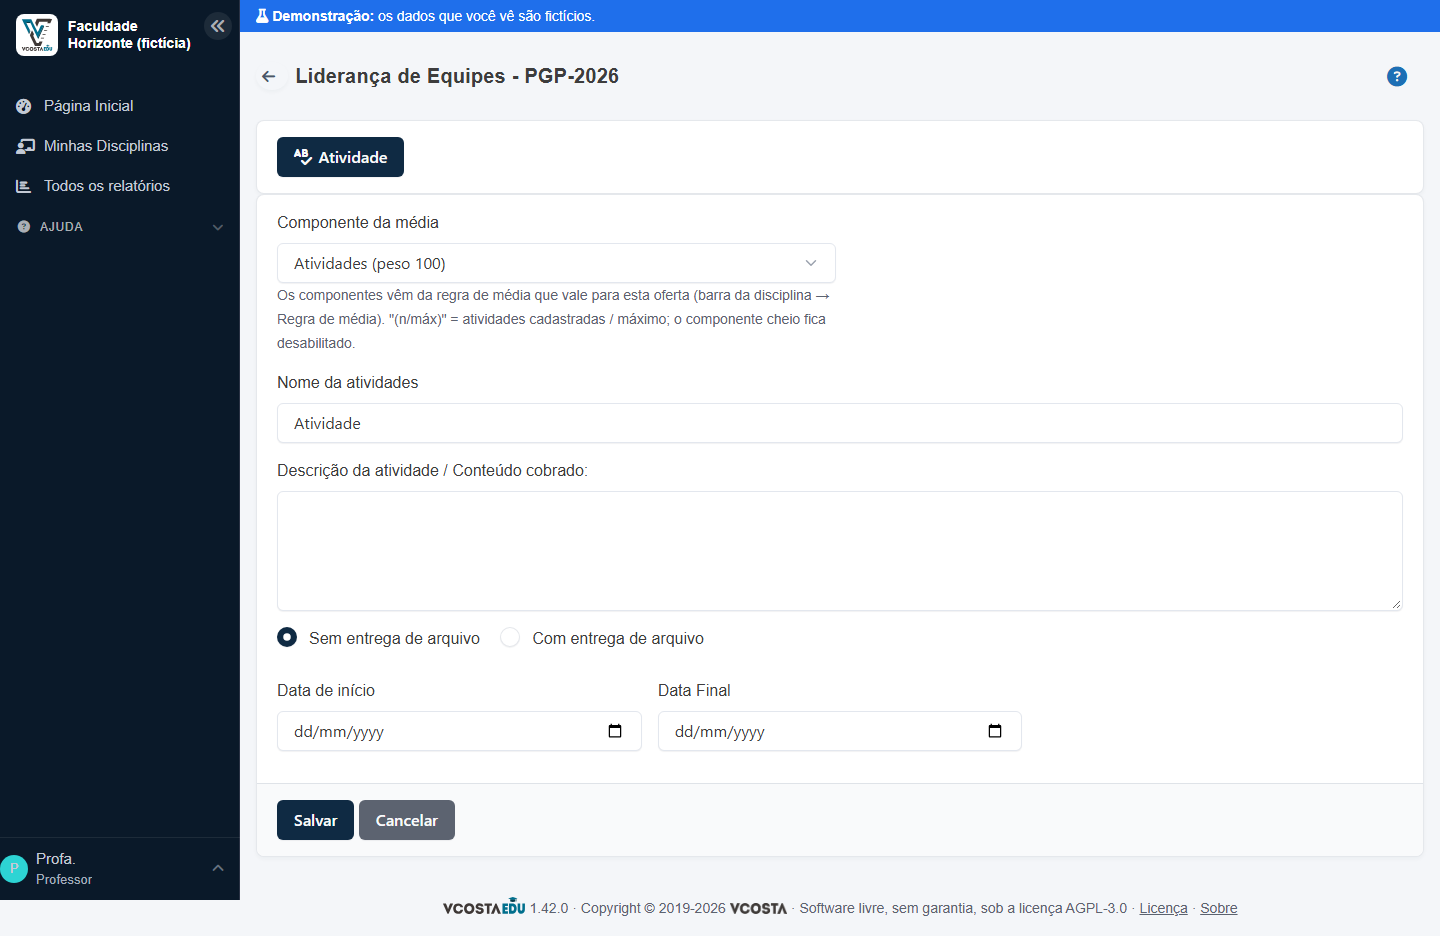 VCOSTAEDU
Faculdade
Horizonte (fictícia)
Página Inicial
Minhas Disciplinas
Todos os relatórios
AJUDA
P
Profa.
Professor
Demonstração: os dados que você vê são fictícios.
Liderança de Equipes - PGP-2026
?
AB Atividade
Componente da média
Atividades (peso 100)
Os componentes vêm da regra de média que vale para esta oferta (barra da disciplina →
Regra de média). "(n/máx)" = atividades cadastradas / máximo; o componente cheio fica
desabilitado.
Nome da atividades
Atividade
Descrição da atividade / Conteúdo cobrado:
Sem entrega de arquivo Com entrega de arquivo
Data de início Data Final
dd/mm/yyyy dd/mm/yyyy
Salvar Cancelar
VCOSTAEDU 1.42.0 · Copyright © 2019-2026 VCOSTA · Software livre, sem garantia, sob a licença AGPL-3.0 · Licença · Sobre